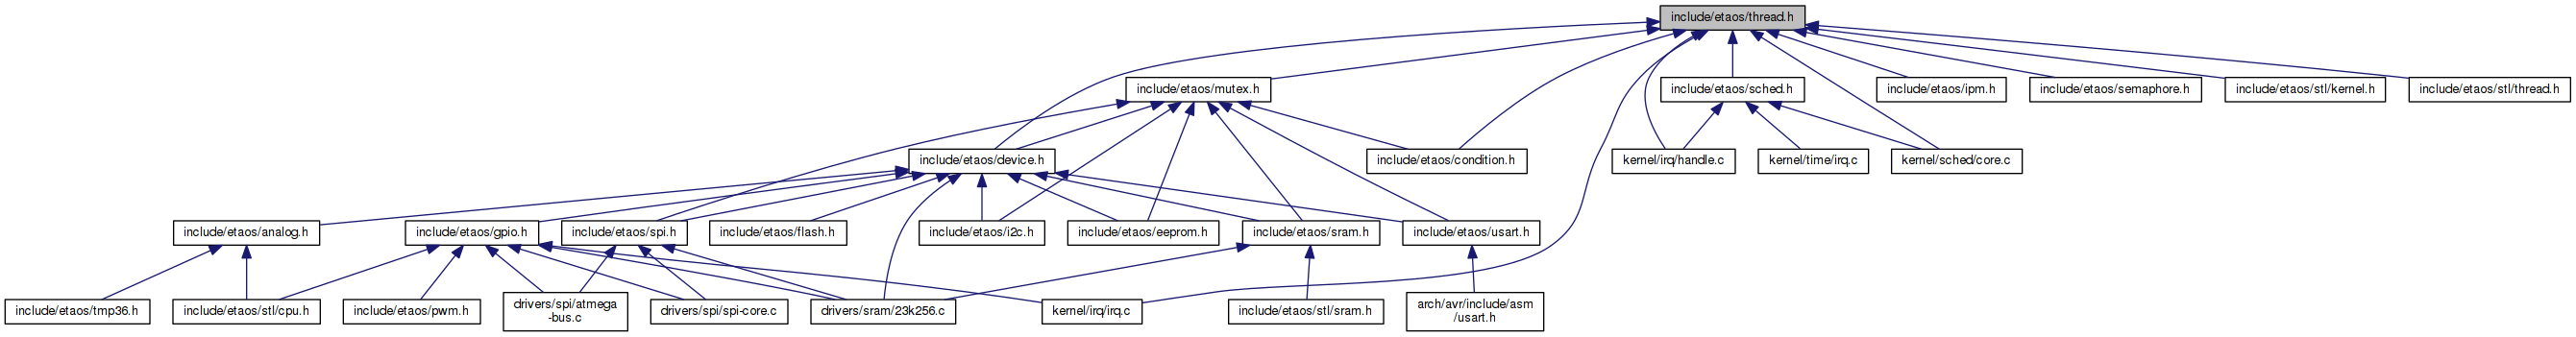 include/etaos/thread.h
include/etaos/mutex.h
include/etaos/sched.h
include/etaos/ipm.h
include/etaos/semaphore.h
include/etaos/stl/kernel.h
include/etaos/stl/thread.h
include/etaos/device.h
include/etaos/condition.h
kernel/irq/handle.c
kernel/time/irq.c
kernel/sched/core.c
include/etaos/analog.h
include/etaos/gpio.h
include/etaos/spi.h
include/etaos/flash.h
include/etaos/i2c.h
include/etaos/eeprom.h
include/etaos/sram.h
include/etaos/usart.h
include/etaos/tmp36.h
include/etaos/stl/cpu.h
include/etaos/pwm.h
drivers/spi/atmega
-bus.c
drivers/spi/spi-core.c
drivers/sram/23k256.c
kernel/irq/irq.c
include/etaos/stl/sram.h
arch/avr/include/asm
/usart.h